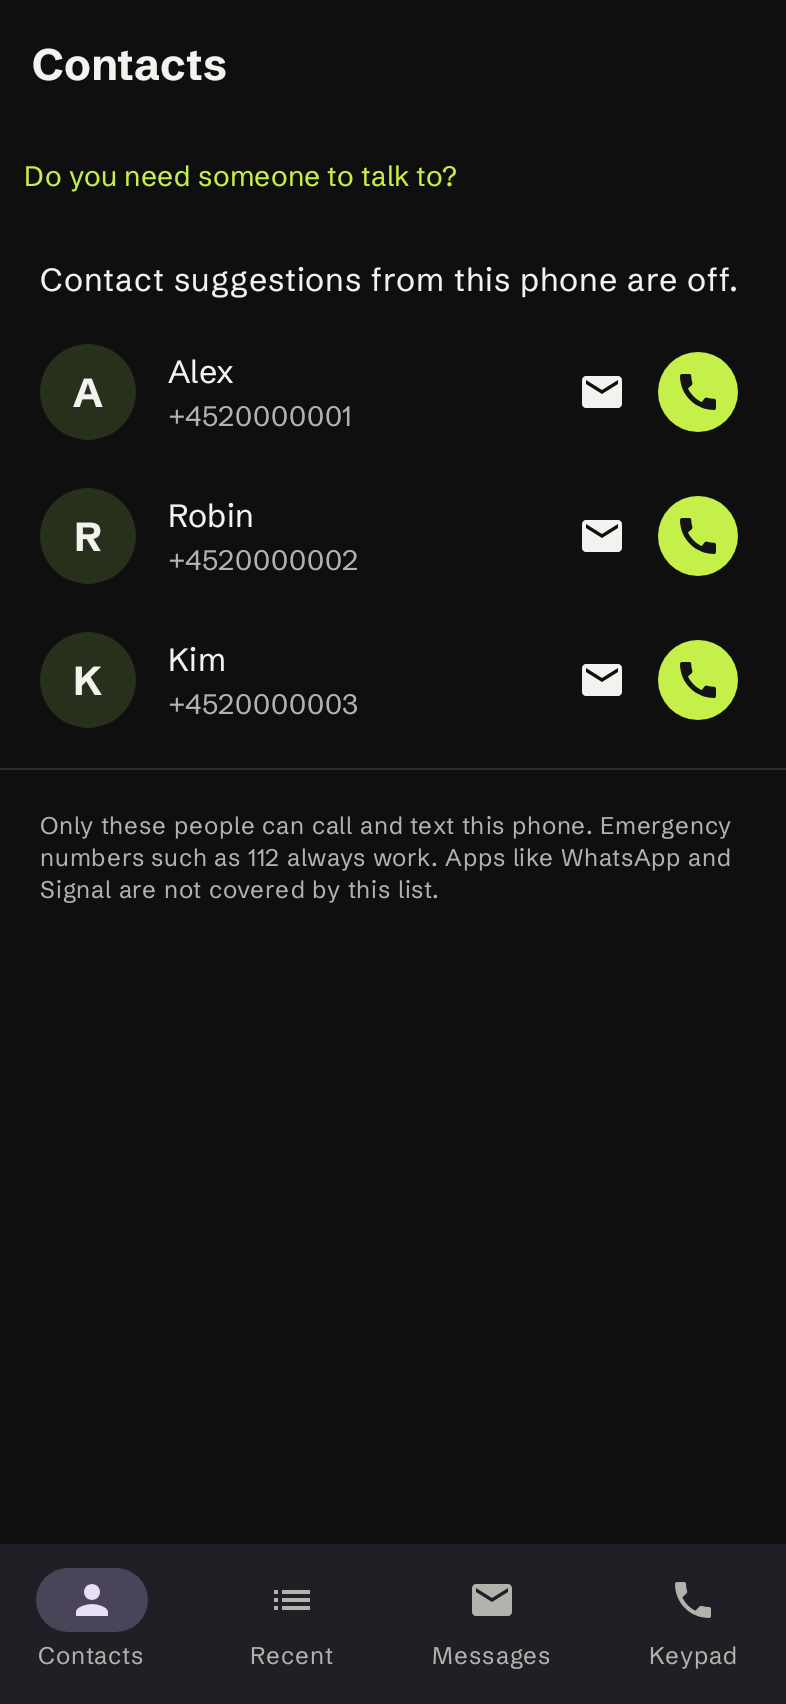 Contacts
Do you need someone to talk to?
Contact suggestions from this phone are off.
A
Alex
+4520000001
R
Robin
+4520000002
K
Kim
+4520000003
Only these people can call and text this phone. Emergency
numbers such as 112 always work. Apps like WhatsApp and
Signal are not covered by this list.
Contacts
Recent
Messages
Keypad